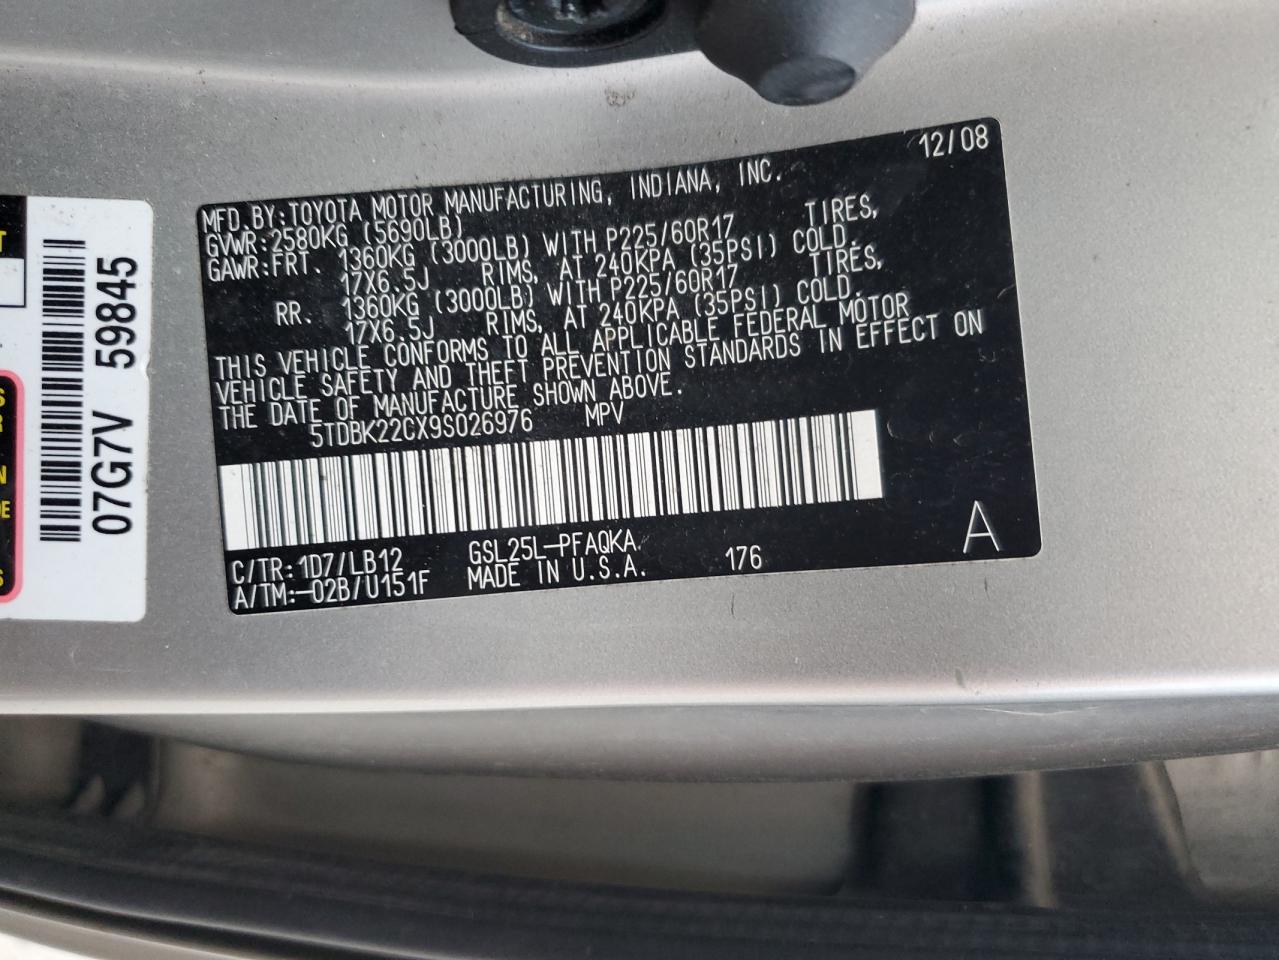 12/08
MFD.BY:TOYOTA MOTOR MANUFACTURING, INDIANA, INC.
GVWR:2580KG (5690LB)
GAWR:FRT. 1360KG (3000LB) WITH P225/60R17 TIRES,
17X6.5J RIMS, AT 240KPA (35PSI) COLD.
RR. 1360KG (3000LB) WITH P225/60R17 TIRES,
17X6.5J RIMS, AT 240KPA (35PSI) COLD.
THIS VEHICLE CONFORMS TO ALL APPLICABLE FEDERAL MOTOR
VEHICLE SAFETY AND THEFT PREVENTION STANDARDS IN EFFECT ON
THE DATE OF MANUFACTURE SHOWN ABOVE.
5TDBK22CX9S026976 MPV
C/TR:1D7/LB12 GSL25L-PFAQKA
A/TM:-02B/U151F MADE IN U.S.A. 176
A
07G7V 59845